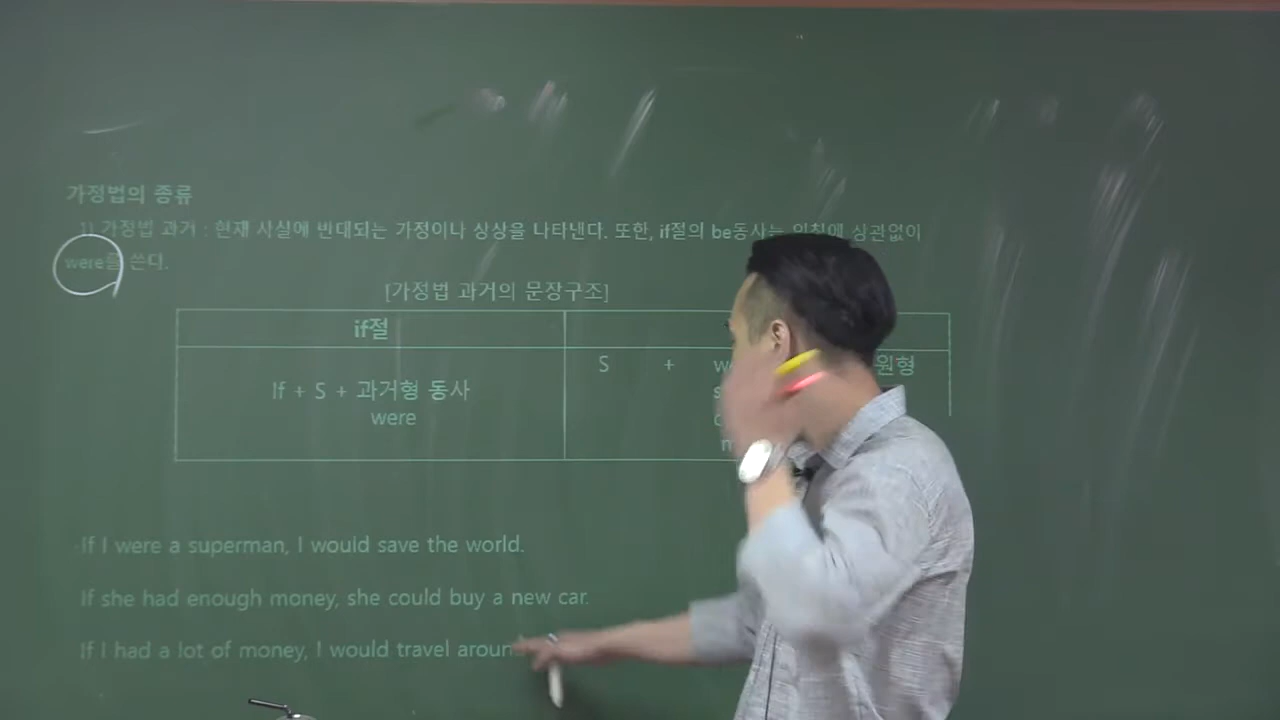 가정법의 종류
1) 가정법 과거 : 현재 사실에 반대되는 가정이나 상상을 나타낸다. 또한, if절의 be동사는 인칭에 상관없이
were를 쓴다.
[가정법 과거의 문장구조]
if절
If + S + 과거형 동사
were
S +
원형
If I were a superman, I would save the world.
If she had enough money, she could buy a new car.
If I had a lot of money, I would travel